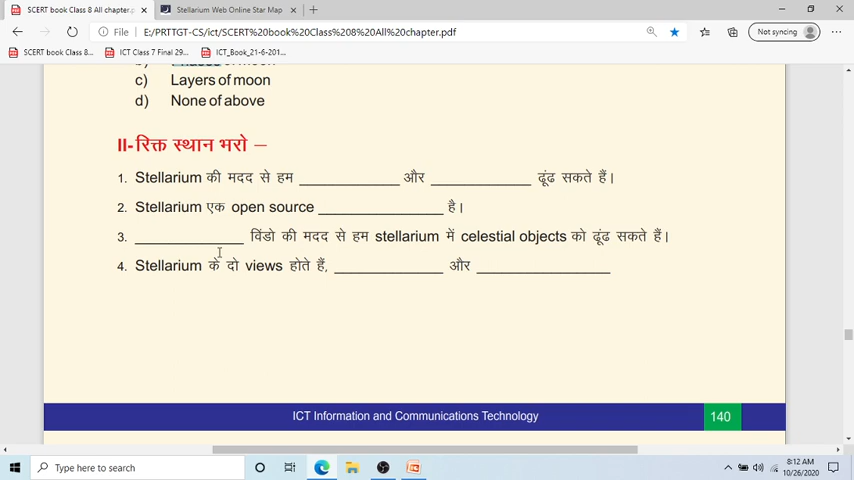 SCERT book Class 8 All chapter.p
Stellarium Web Online Star Map
File
E:/PRTTGT-CS/ict/SCERT%20book%20Class%208%20All%20chapter.pdf
Not syncing
SCERT book Class 8...
ICT Class 7 Final 29...
ICT_Book_21-6-201...
c) Layers of moon
d) None of above
II-रिक्त स्थान भरो –
1. Stellarium की मदद से हम ____________ और ____________ ढूंढ सकते हैं।
2. Stellarium एक open source _______________ है।
3. _____________ विंडो की मदद से हम stellarium में celestial objects को ढूंढ सकते हैं।
4. Stellarium के दो views होते हैं, _____________ और ________________
ICT Information and Communications Technology
140
Type here to search
8:12 AM
10/26/2020